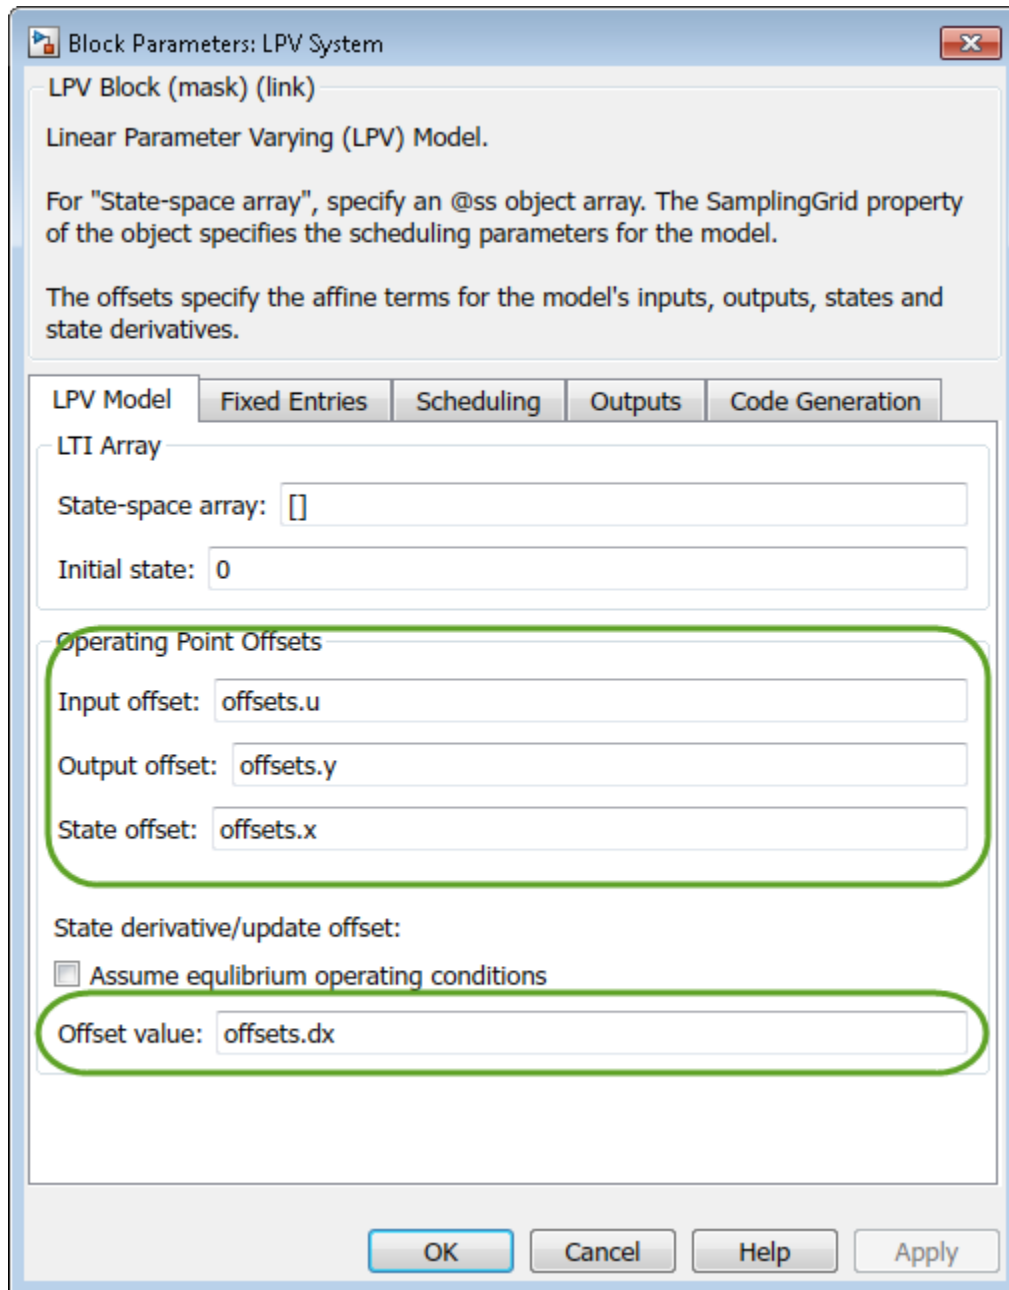 Block Parameters: LPV System
LPV Block (mask) (link)
Linear Parameter Varying (LPV) Model.
For "State-space array", specify an @ss object array. The SamplingGrid property
of the object specifies the scheduling parameters for the model.
The offsets specify the affine terms for the model's inputs, outputs, states and
state derivatives.
LPV Model Fixed Entries Scheduling Outputs Code Generation
LTI Array
State-space array: []
Initial state: 0
Operating Point Offsets
Input offset: offsets.u
Output offset: offsets.y
State offset: offsets.x
State derivative/update offset:
Assume equlibrium operating conditions
Offset value: offsets.dx
OK Cancel Help Apply